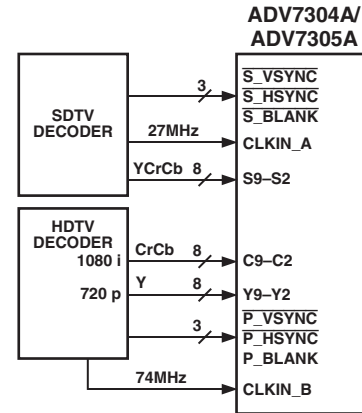 ADV7304A/
ADV7305A
SDTV
DECODER
3
S_VSYNC
S_HSYNC
S_BLANK
27MHz
CLKIN_A
YCrCb 8
S9–S2
HDTV
DECODER
1080 i
CrCb 8
C9–C2
720 p
Y 8
Y9–Y2
3
P_VSYNC
P_HSYNC
P_BLANK
74MHz
CLKIN_B